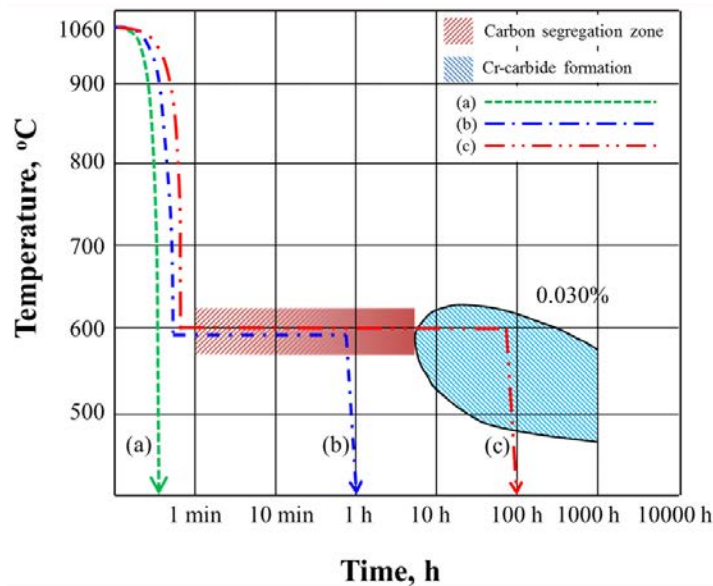 1060
900
800
700
600
500
Temperature, ºC
Carbon segregation zone
Cr-carbide formation
(a)
(b)
(c)
0.030%
(a)
(b)
(c)
1 min
10 min
1 h
10 h
100 h
1000 h
10000 h
Time, h